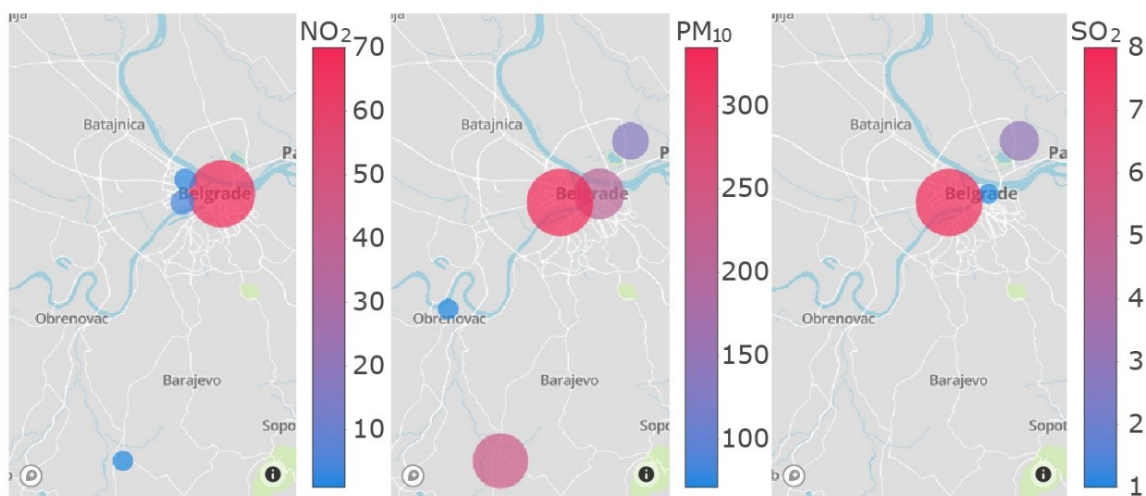 NO₂
70
60
50
40
30
20
10
Batajnica
Belgrade
Pa
Obrenovac
Barajevo
Sopo
b
i
PM₁₀
300
250
200
150
100
Batajnica
Belgrade
Obrenovac
Barajevo
Sopot
i
SO₂
8
7
6
5
4
3
2
1
Batajnica
Belgrade
Pa
Obrenovac
Barajevo
Sopo
b
i